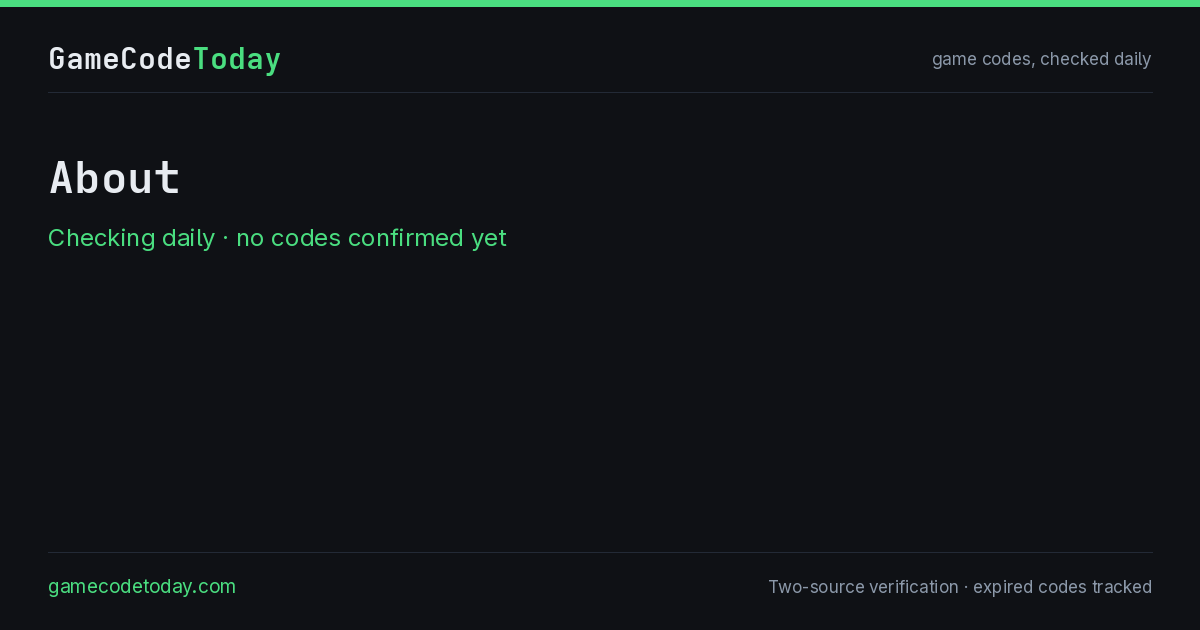 GameCodeToday
game codes, checked daily
About
Checking daily · no codes confirmed yet
gamecodetoday.com
Two-source verification · expired codes tracked